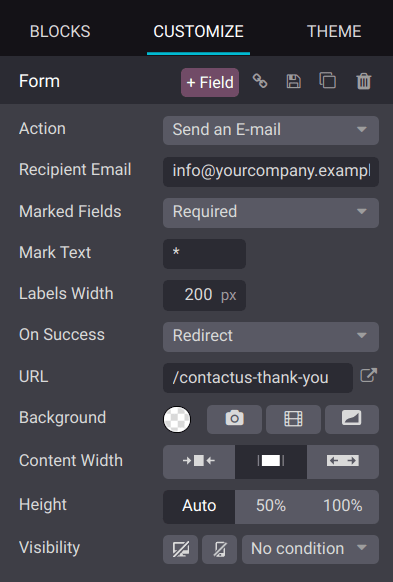 BLOCKS CUSTOMIZE THEME
Form + Field
Action Send an E-mail
Recipient Email info@yourcompany.exampl
Marked Fields Required
Mark Text *
Labels Width 200 px
On Success Redirect
URL /contactus-thank-you
Background
Content Width
Height Auto 50% 100%
Visibility No condition